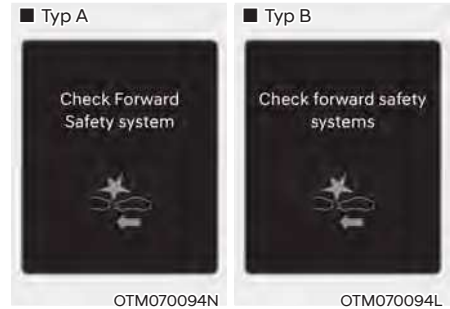 ■ Typ A
Check Forward
Safety system
OTM070094N
■ Typ B
Check forward safety
systems
OTM070094L